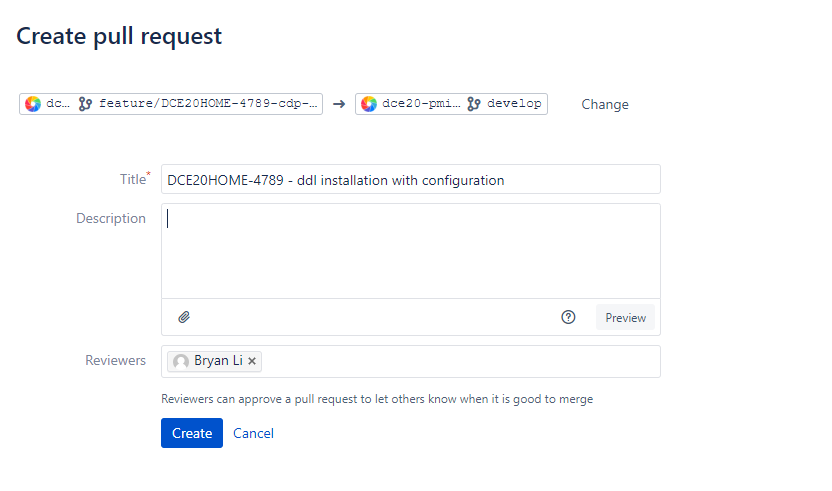 Create pull request
dc... feature/DCE20HOME-4789-cdp-... → dce20-pmi... develop Change
Title* DCE20HOME-4789 - ddl installation with configuration
Description
Preview
Reviewers Bryan Li ×
Reviewers can approve a pull request to let others know when it is good to merge
Create Cancel